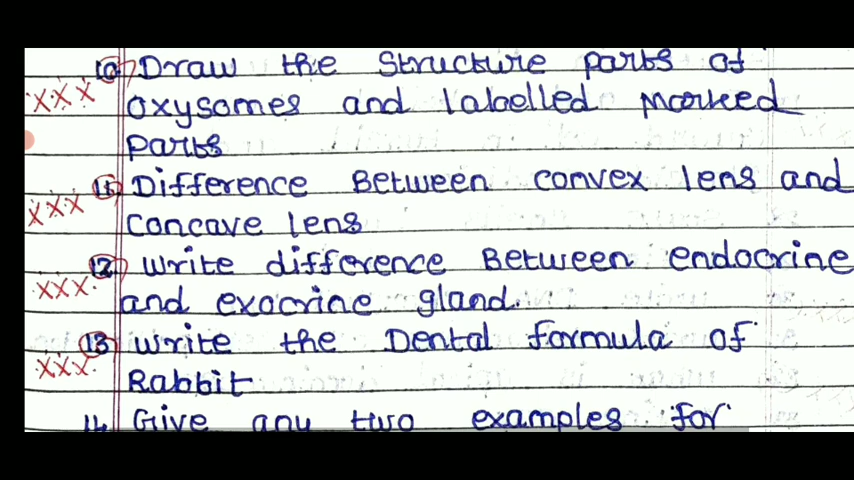 10) Draw the structure parts of
xxx oxysomes and labelled marked
parts
11) Difference Between convex lens and
xxx concave lens
12) write difference Between endocrine
xxx. and exocrine gland.
13) write the Dental formula of
xxx. Rabbit
14 Give any two examples for